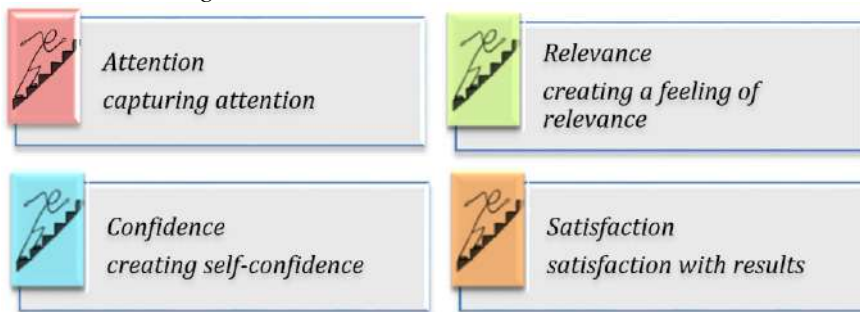 Attention
capturing attention
Relevance
creating a feeling of
relevance
Confidence
creating self-confidence
Satisfaction
satisfaction with results